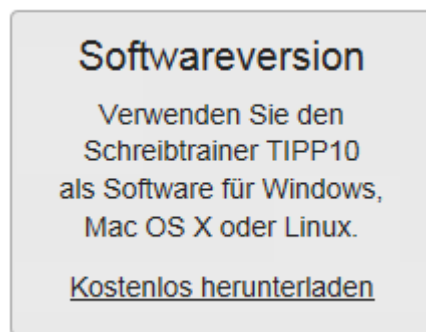 Softwareversion
Verwenden Sie den
Schreibtrainer TIPP10
als Software für Windows,
Mac OS X oder Linux.
Kostenlos herunterladen